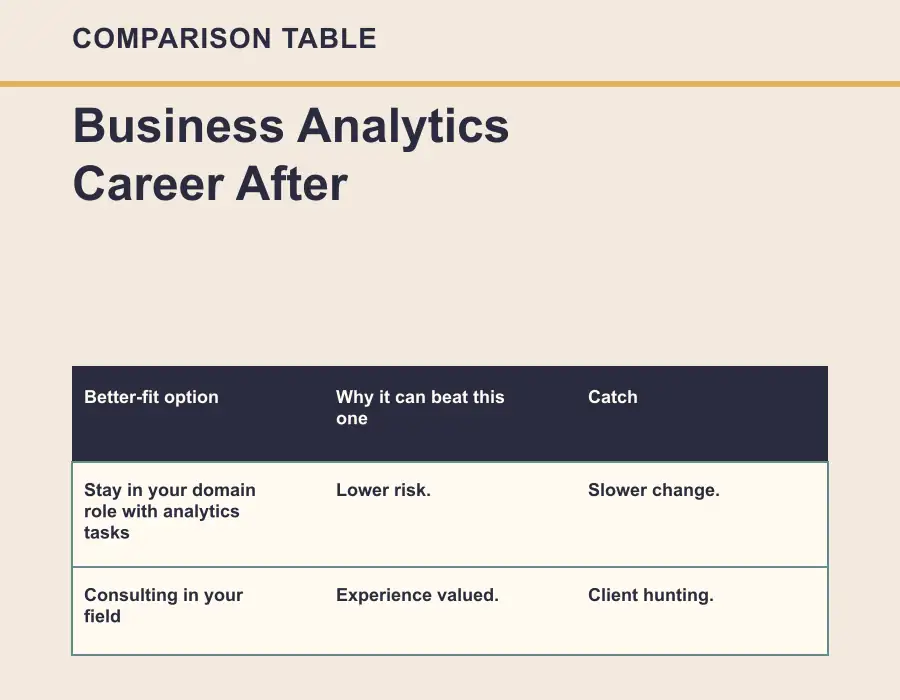 COMPARISON TABLE
Business Analytics
Career After
Better-fit option
Why it can beat this
one
Catch
Stay in your domain
role with analytics
tasks
Lower risk.
Slower change.
Consulting in your
field
Experience valued.
Client hunting.